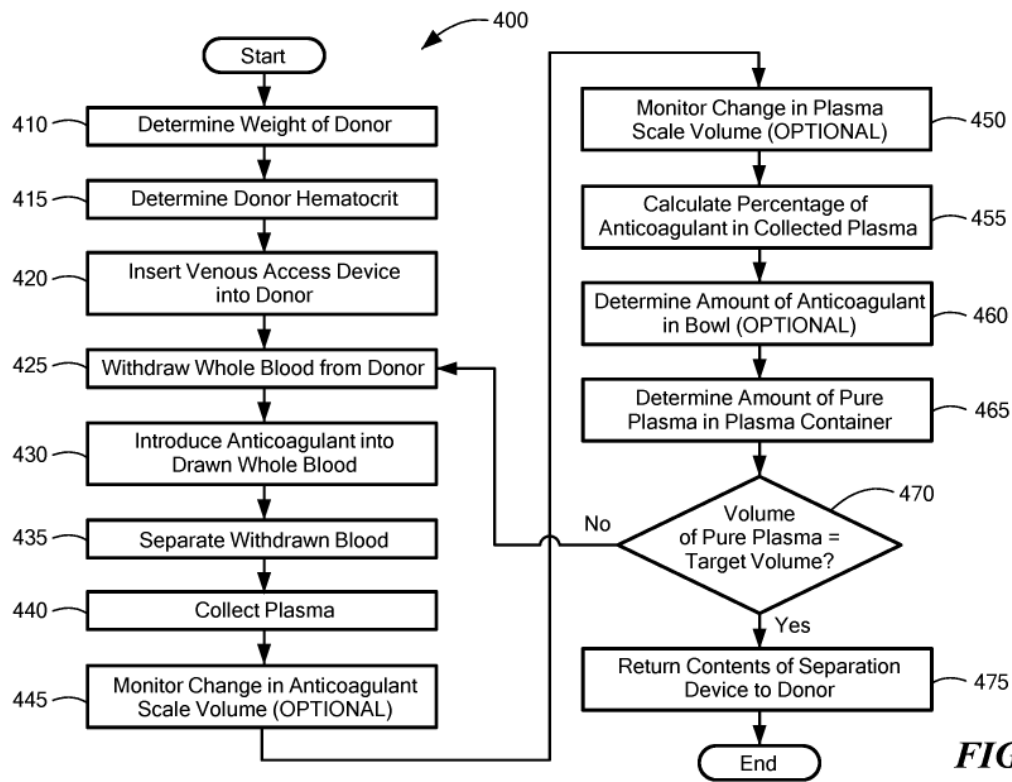 400
Start
410
Determine Weight of Donor
415
Determine Donor Hematocrit
420
Insert Venous Access Device
into Donor
425
Withdraw Whole Blood from Donor
430
Introduce Anticoagulant into
Drawn Whole Blood
435
Separate Withdrawn Blood
440
Collect Plasma
445
Monitor Change in Anticoagulant
Scale Volume (OPTIONAL)
Monitor Change in Plasma
Scale Volume (OPTIONAL)
450
Calculate Percentage of
Anticoagulant in Collected Plasma
455
Determine Amount of Anticoagulant
in Bowl (OPTIONAL)
460
Determine Amount of Pure
Plasma in Plasma Container
465
470
No
Volume
of Pure Plasma =
Target Volume?
Yes
Return Contents of Separation
Device to Donor
475
End
FIG